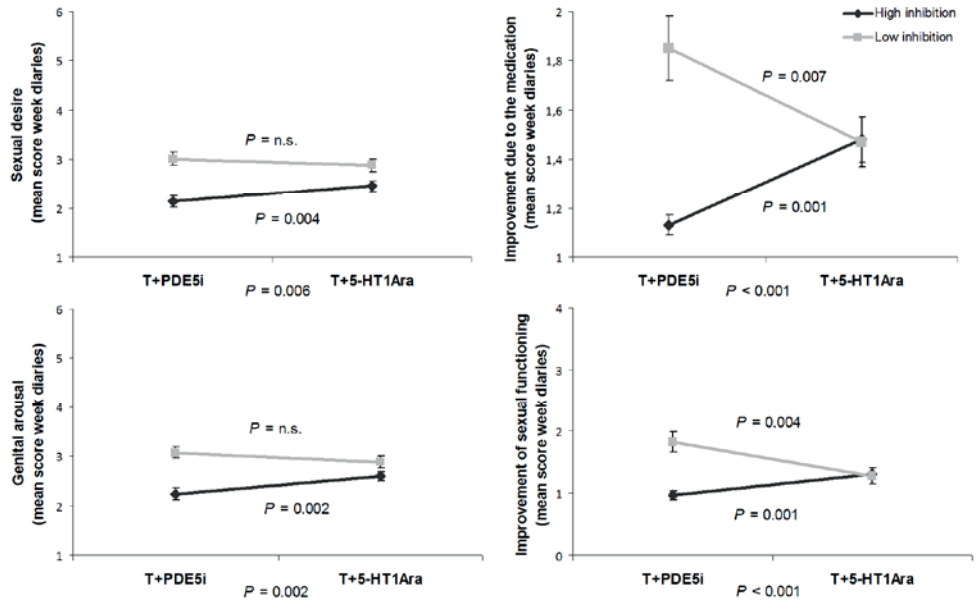 6
5
4
3
2
1
Sexual desire
(mean score week diaries)
P = n.s.
P = 0.004
T+PDE5i
T+5-HT1Ara
P = 0.006
2
1,8
1,6
1,4
1,2
1
Improvement due to the medication
(mean score week diaries)
High inhibition
Low inhibition
P = 0.007
P = 0.001
T+PDE5i
T+5-HT1Ara
P < 0.001
6
5
4
3
2
1
Genital arousal
(mean score week diaries)
P = n.s.
P = 0.002
T+PDE5i
T+5-HT1Ara
P = 0.002
4
3
2
1
0
Improvement of sexual functioning
(mean score week diaries)
P = 0.004
P = 0.001
T+PDE5i
T+5-HT1Ara
P < 0.001